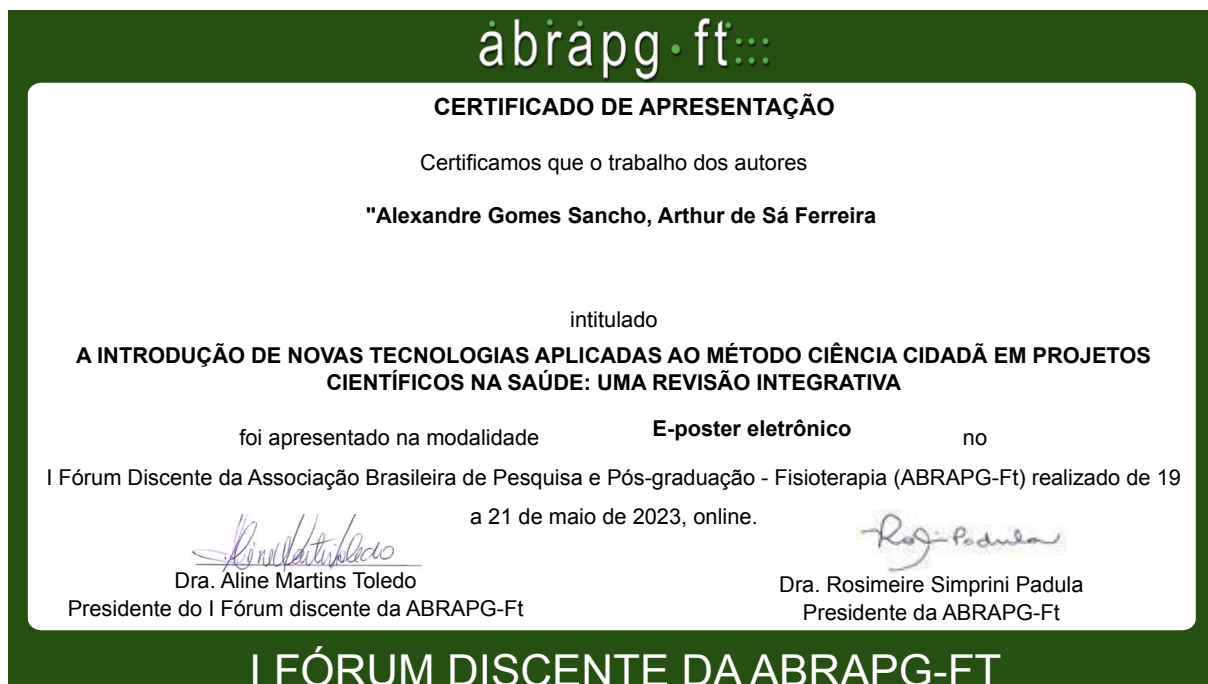 abrapg·ft:::
CERTIFICADO DE APRESENTAÇÃO
Certificamos que o trabalho dos autores
"Alexandre Gomes Sancho, Arthur de Sá Ferreira
intitulado
A INTRODUÇÃO DE NOVAS TECNOLOGIAS APLICADAS AO MÉTODO CIÊNCIA CIDADÃ EM PROJETOS
CIENTÍFICOS NA SAÚDE: UMA REVISÃO INTEGRATIVA
foi apresentado na modalidade E-poster eletrônico no
I Fórum Discente da Associação Brasileira de Pesquisa e Pós-graduação - Fisioterapia (ABRAPG-Ft) realizado de 19
a 21 de maio de 2023, online.
Dra. Aline Martins Toledo
Presidente do I Fórum discente da ABRAPG-Ft
Dra. Rosimeire Simprini Padula
Presidente da ABRAPG-Ft
I FÓRUM DISCENTE DA ABRAPG-FT